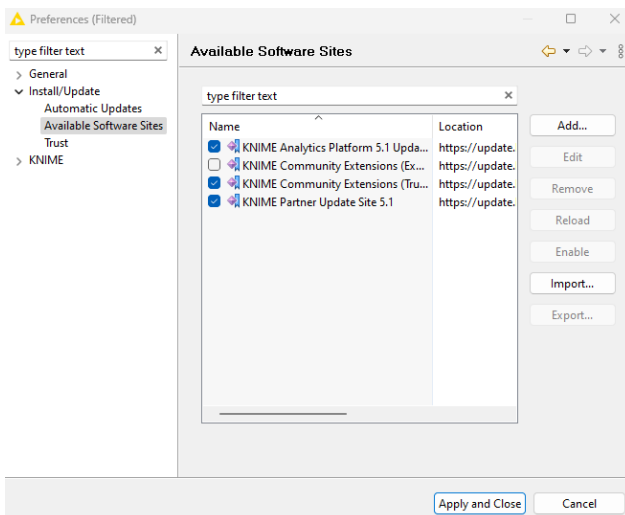 Preferences (Filtered)
type filter text
General
Install/Update
Automatic Updates
Available Software Sites
Trust
KNIME
Available Software Sites
type filter text
Name Location
KNIME Analytics Platform 5.1 Upda... https://update.
KNIME Community Extensions (Ex... https://update.
KNIME Community Extensions (Tru... https://update.
KNIME Partner Update Site 5.1 https://update.
Add...
Edit
Remove
Reload
Enable
Import...
Export...
Apply and Close Cancel